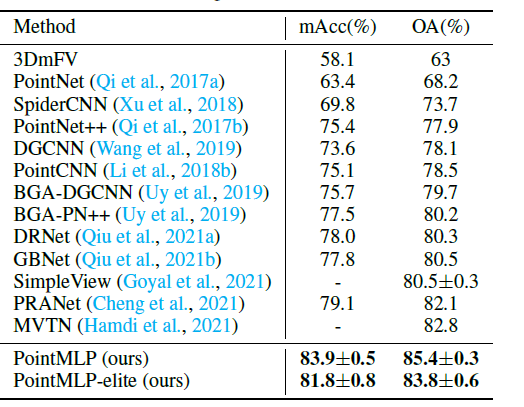 Method mAcc(%) OA(%)
3DmFV 58.1 63
PointNet (Qi et al., 2017a) 63.4 68.2
SpiderCNN (Xu et al., 2018) 69.8 73.7
PointNet++ (Qi et al., 2017b) 75.4 77.9
DGCNN (Wang et al., 2019) 73.6 78.1
PointCNN (Li et al., 2018b) 75.1 78.5
BGA-DGCNN (Uy et al., 2019) 75.7 79.7
BGA-PN++ (Uy et al., 2019) 77.5 80.2
DRNet (Qiu et al., 2021a) 78.0 80.3
GBNet (Qiu et al., 2021b) 77.8 80.5
SimpleView (Goyal et al., 2021) - 80.5±0.3
PRANet (Cheng et al., 2021) 79.1 82.1
MVTN (Hamdi et al., 2021) - 82.8
PointMLP (ours) 83.9±0.5 85.4±0.3
PointMLP-elite (ours) 81.8±0.8 83.8±0.6